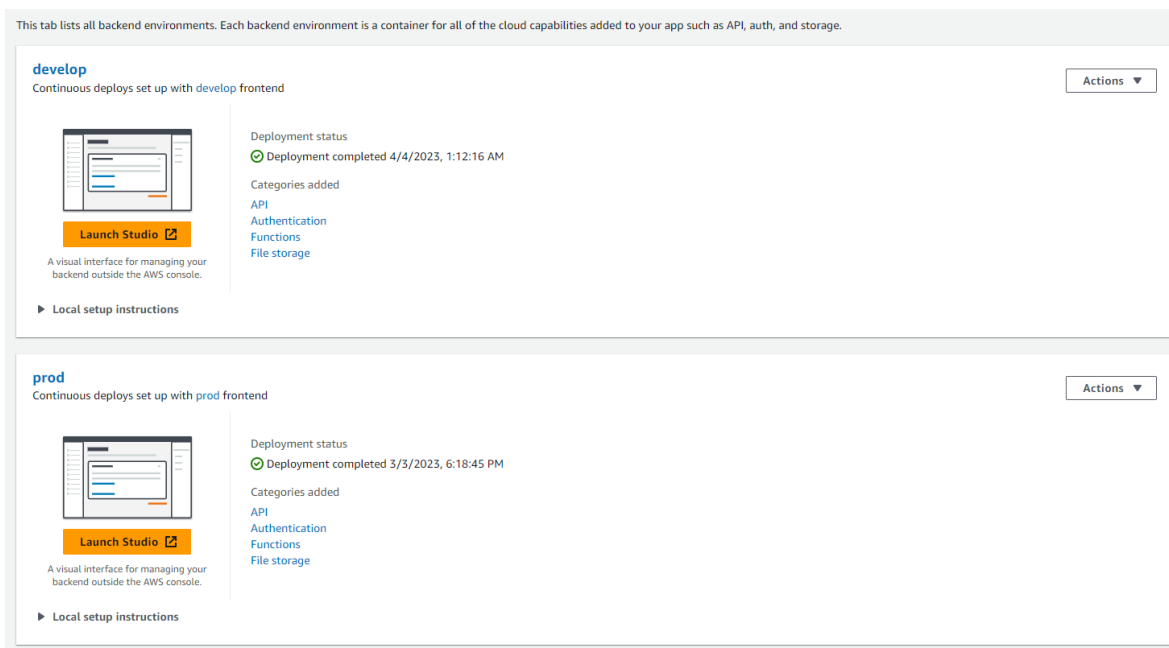 This tab lists all backend environments. Each backend environment is a container for all of the cloud capabilities added to your app such as API, auth, and storage.
develop
Continuous deploys set up with develop frontend
Actions
Deployment status
Deployment completed 4/4/2023, 1:12:16 AM
Categories added
API
Authentication
Functions
File storage
Launch Studio
A visual interface for managing your
backend outside the AWS console.
Local setup instructions
prod
Continuous deploys set up with prod frontend
Actions
Deployment status
Deployment completed 3/3/2023, 6:18:45 PM
Categories added
API
Authentication
Functions
File storage
Launch Studio
A visual interface for managing your
backend outside the AWS console.
Local setup instructions